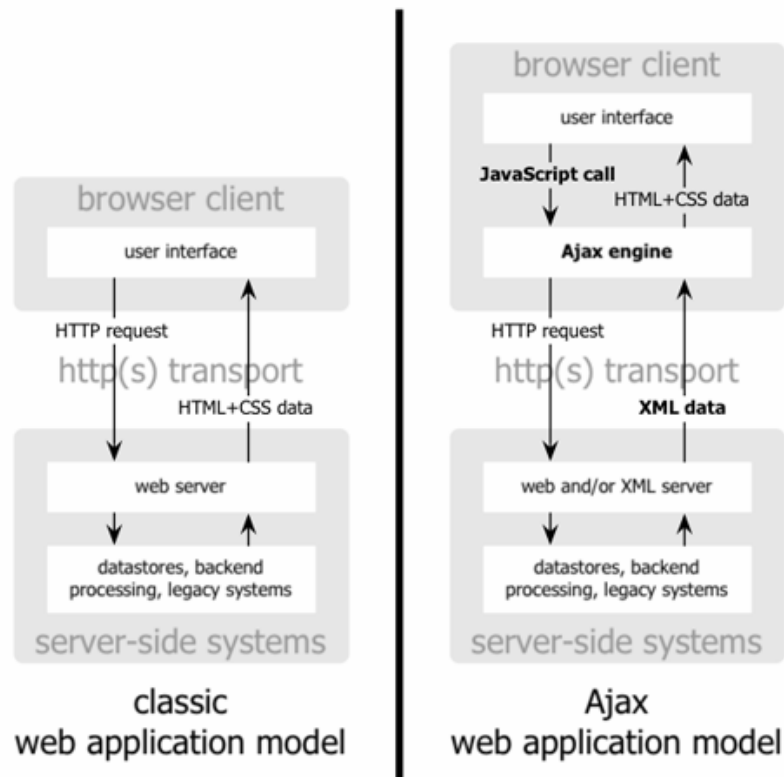 browser client
user interface
HTTP request
http(s) transport
HTML+CSS data
web server
datastores, backend
processing, legacy systems
server-side systems
classic
web application model
browser client
user interface
JavaScript call
HTML+CSS data
Ajax engine
HTTP request
http(s) transport
XML data
web and/or XML server
datastores, backend
processing, legacy systems
server-side systems
Ajax
web application model